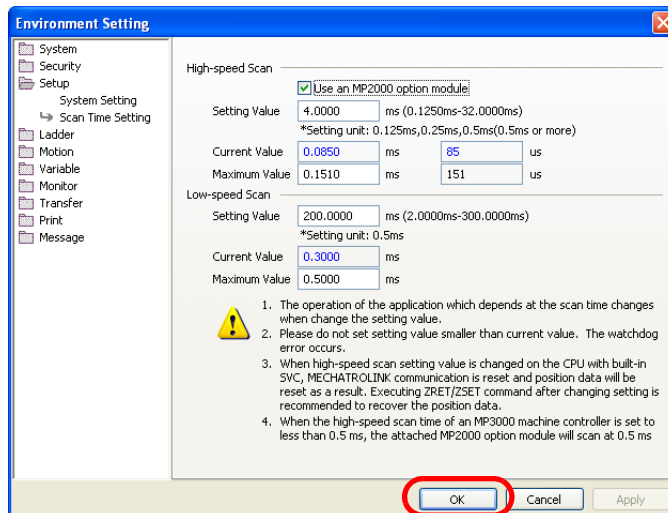 Environment Setting
System
Security
Setup
System Setting
Scan Time Setting
Ladder
Motion
Variable
Monitor
Transfer
Print
Message
High-speed Scan
Use an MP2000 option module
Setting Value 4.0000 ms (0.1250ms-32.0000ms)
*Setting unit: 0.125ms,0.25ms,0.5ms(0.5ms or more)
Current Value 0.0850 ms 85 us
Maximum Value 0.1510 ms 151 us
Low-speed Scan
Setting Value 200.0000 ms (2.0000ms-300.0000ms)
*Setting unit: 0.5ms
Current Value 0.3000 ms
Maximum Value 0.5000 ms
1. The operation of the application which depends at the scan time changes
when change the setting value.
2. Please do not set setting value smaller than current value. The watchdog
error occurs.
3. When high-speed scan setting value is changed on the CPU with built-in
SVC, MECHATROLINK communication is reset and position data will be
reset as a result. Executing ZRET/ZSET command after changing setting is
recommended to recover the position data.
4. When the high-speed scan time of an MP3000 machine controller is set to
less than 0.5 ms, the attached MP2000 option module will scan at 0.5 ms
OK Cancel Apply